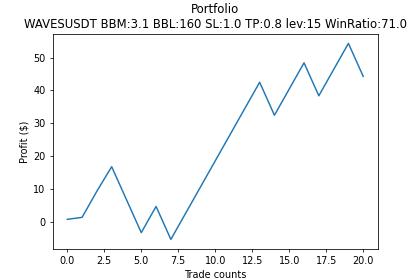 Portfolio
WAVESUSDT BBM:3.1 BBL:160 SL:1.0 TP:0.8 lev:15 WinRatio:71.0
Profit ($)
50
40
30
20
10
0
0.0 2.5 5.0 7.5 10.0 12.5 15.0 17.5 20.0
Trade counts